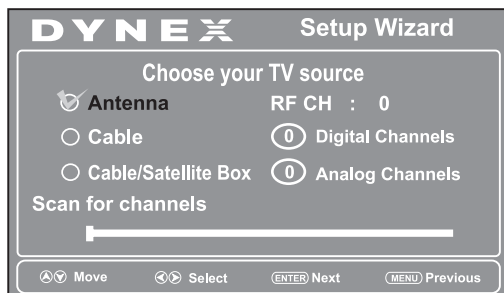 DYNEX Setup Wizard
Choose your TV source
Antenna RF CH : 0
Cable 0 Digital Channels
Cable/Satellite Box 0 Analog Channels
Scan for channels
Move Select ENTER Next MENU Previous